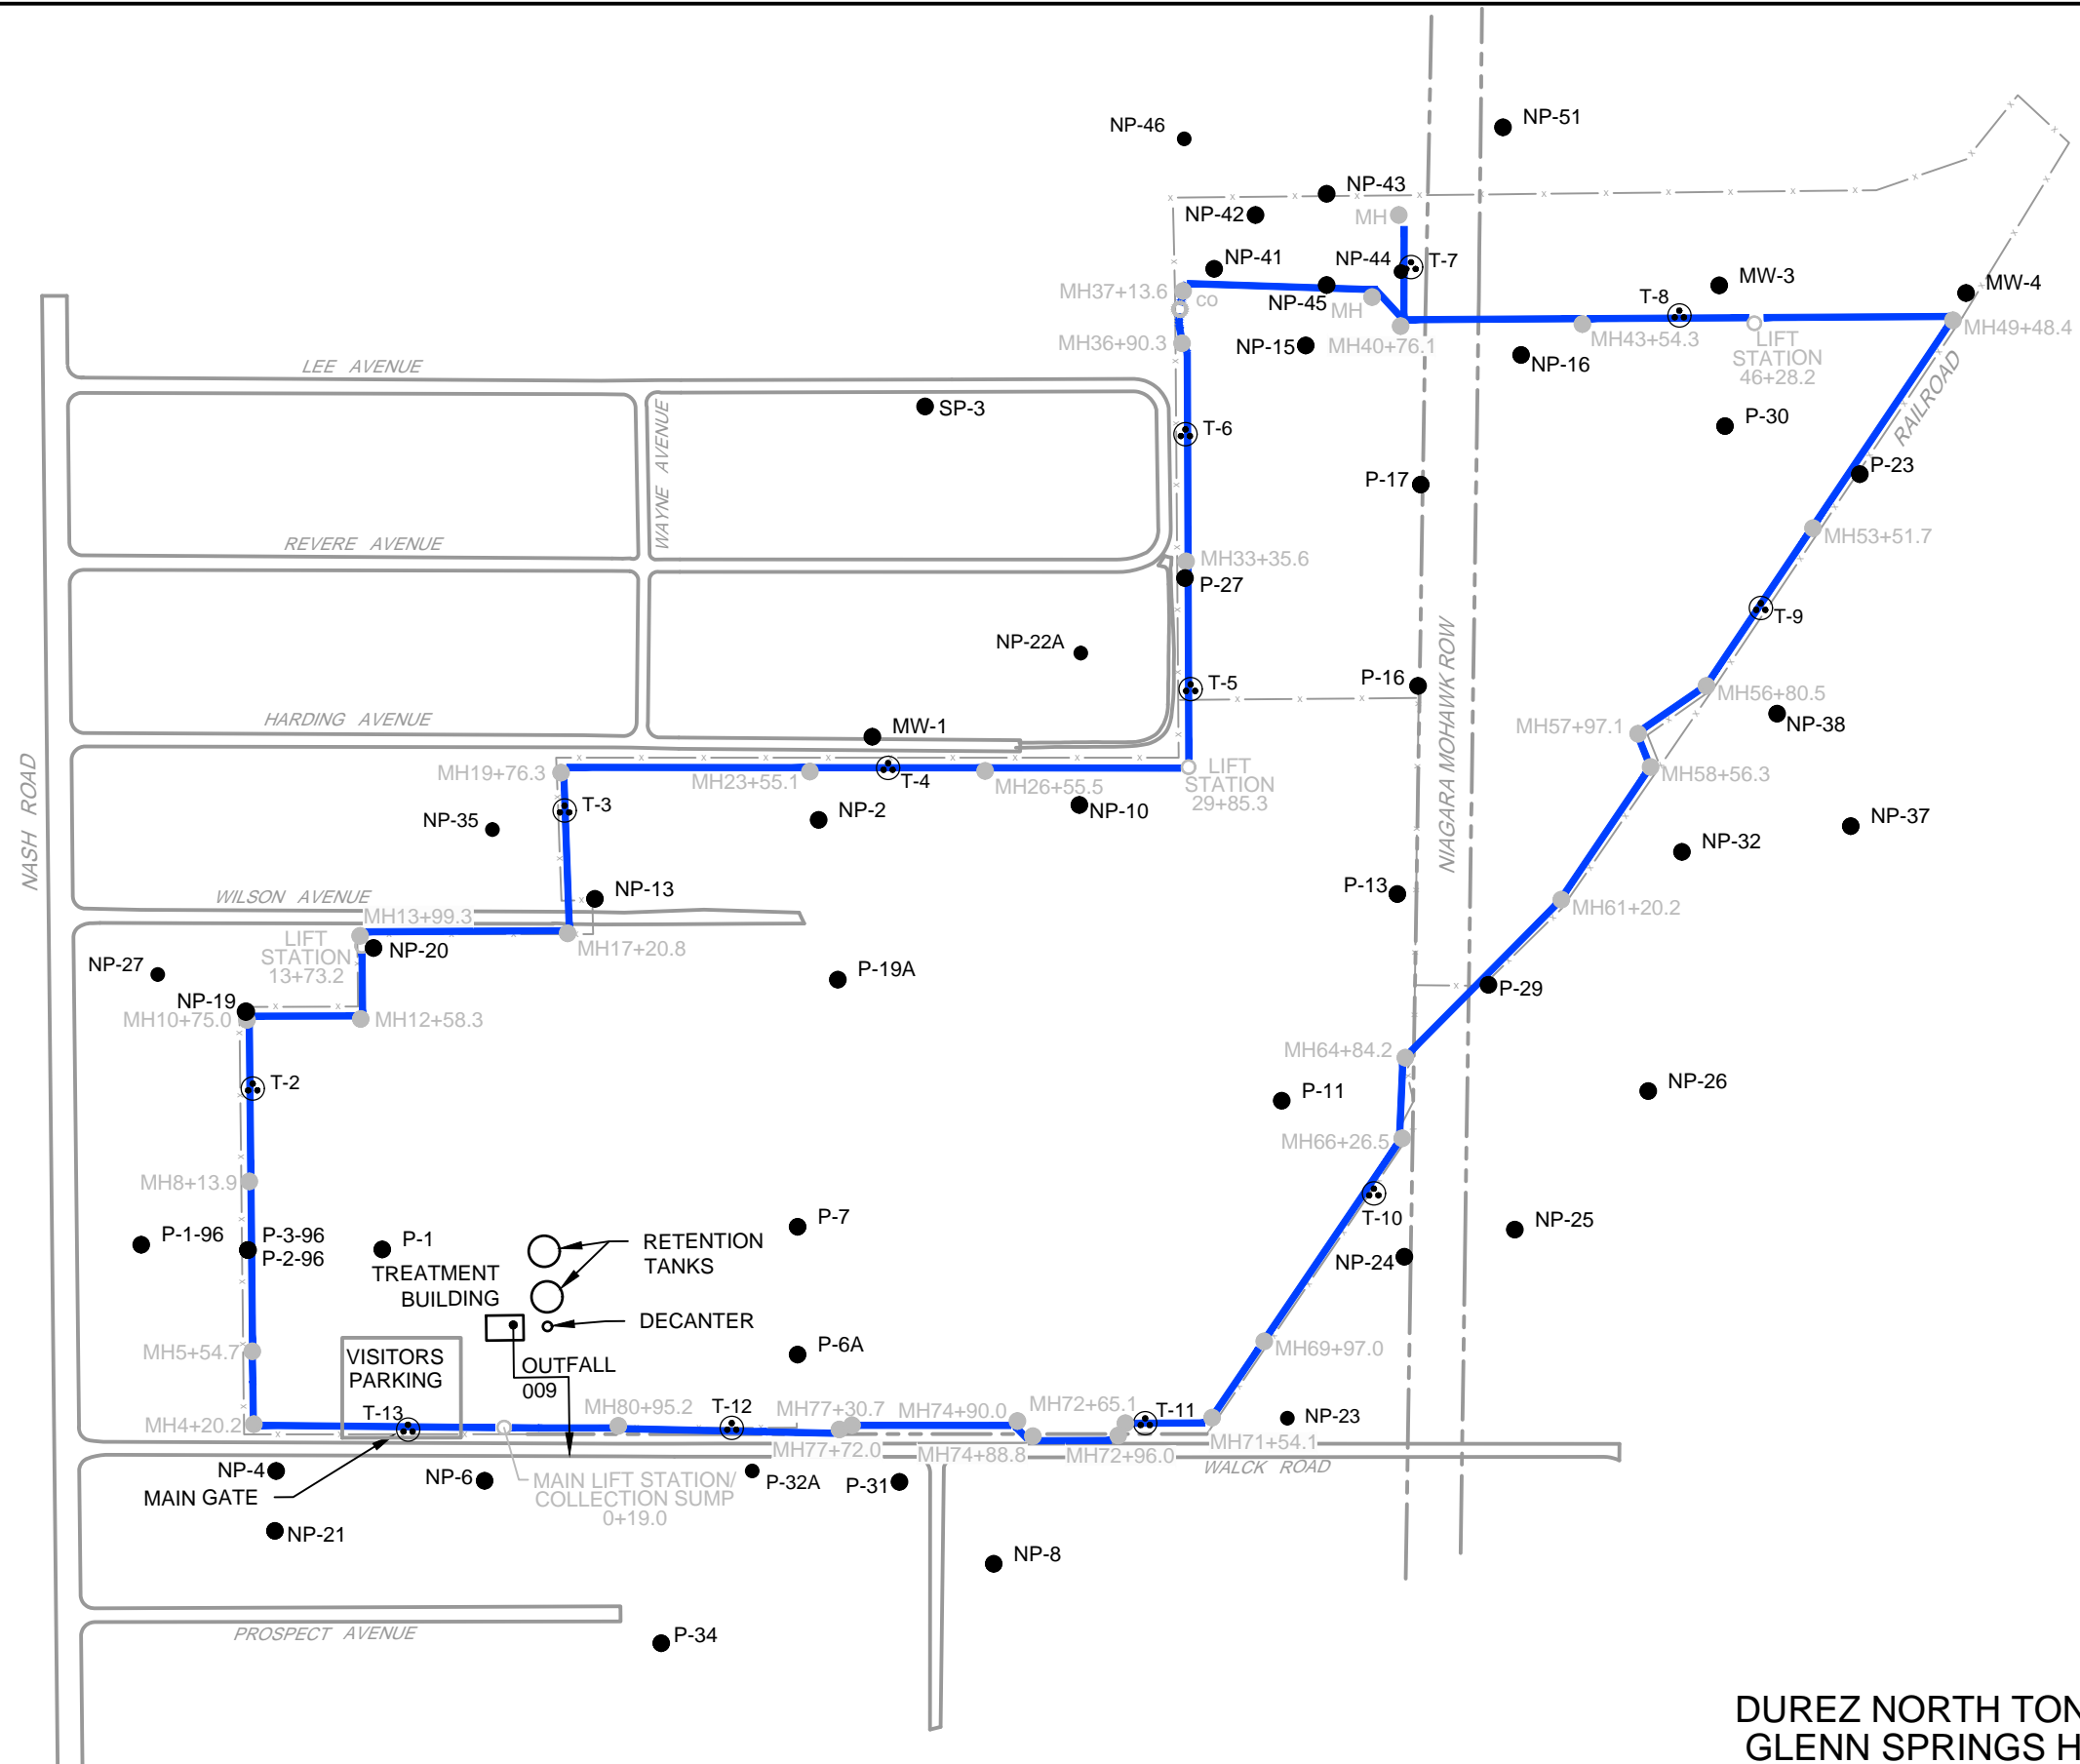 NP-46
NP-51
NP-43
NP-42
MH
NP-41
NP-44
T-7
MW-3
MW-4
MH37+13.6
CO
NP-45
MH
T-8
MH36+90.3
NP-15
MH40+76.1
MH43+54.3
MH49+48.4
NP-16
LIFT
STATION
46+28.2
LEE AVENUE
SP-3
WAYNE AVENUE
T-6
P-30
RAILROAD
P-17
P-23
REVERE AVENUE
MH33+35.6
MH53+51.7
P-27
T-9
NP-22A
NIAGARA MOHAWK ROW
T-5
P-16
MH56+80.5
HARDING AVENUE
MW-1
MH57+97.1
NP-38
MH19+76.3
MH23+55.1
T-4
MH26+55.5
LIFT
STATION
29+85.3
MH58+56.3
NASH ROAD
T-3
NP-35
NP-2
NP-10
NP-37
NP-32
WILSON AVENUE
NP-13
P-13
MH13+99.3
MH61+20.2
LIFT
STATION
13+73.2
NP-20
MH17+20.8
NP-27
P-19A
P-29
NP-19
MH10+75.0
MH12+58.3
MH64+84.2
T-2
P-11
NP-26
MH66+26.5
MH8+13.9
T-10
P-7
NP-25
P-1-96
P-3-96
P-2-96
P-1
RETENTION
TANKS
TREATMENT
BUILDING
NP-24
DECANTER
P-6A
MH5+54.7
VISITORS
PARKING
OUTFALL
009
MH69+97.0
MH4+20.2
T-13
MH80+95.2
T-12
MH77+30.7
MH74+90.0
MH72+65.1
T-11
NP-23
MH77+72.0
MH74+88.8
MH72+96.0
MH71+54.1
WALCK ROAD
NP-4
NP-6
MAIN LIFT STATION/
COLLECTION SUMP
0+19.0
P-32A
P-31
MAIN GATE
NP-21
NP-8
PROSPECT AVENUE
P-34
DUREZ NORTH TON
GLENN SPRINGS H